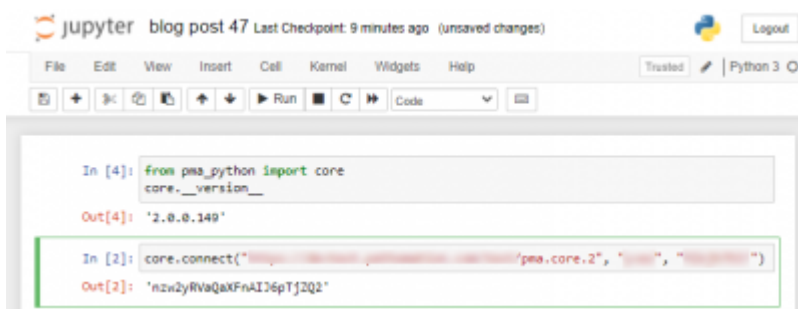 jupyter blog post 47 Last Checkpoint: 9 minutes ago (unsaved changes) Logout
File Edit View Insert Cell Kernel Widgets Help Trusted Python 3
Run Code
In [4]: from pma_python import core
core.__version__
Out[4]: '2.0.0.149'
In [2]: core.connect(" /pma.core.2", " ", " ")
Out[2]: 'nzw2yRVaQaXFnAIJ6pTjZQ2'